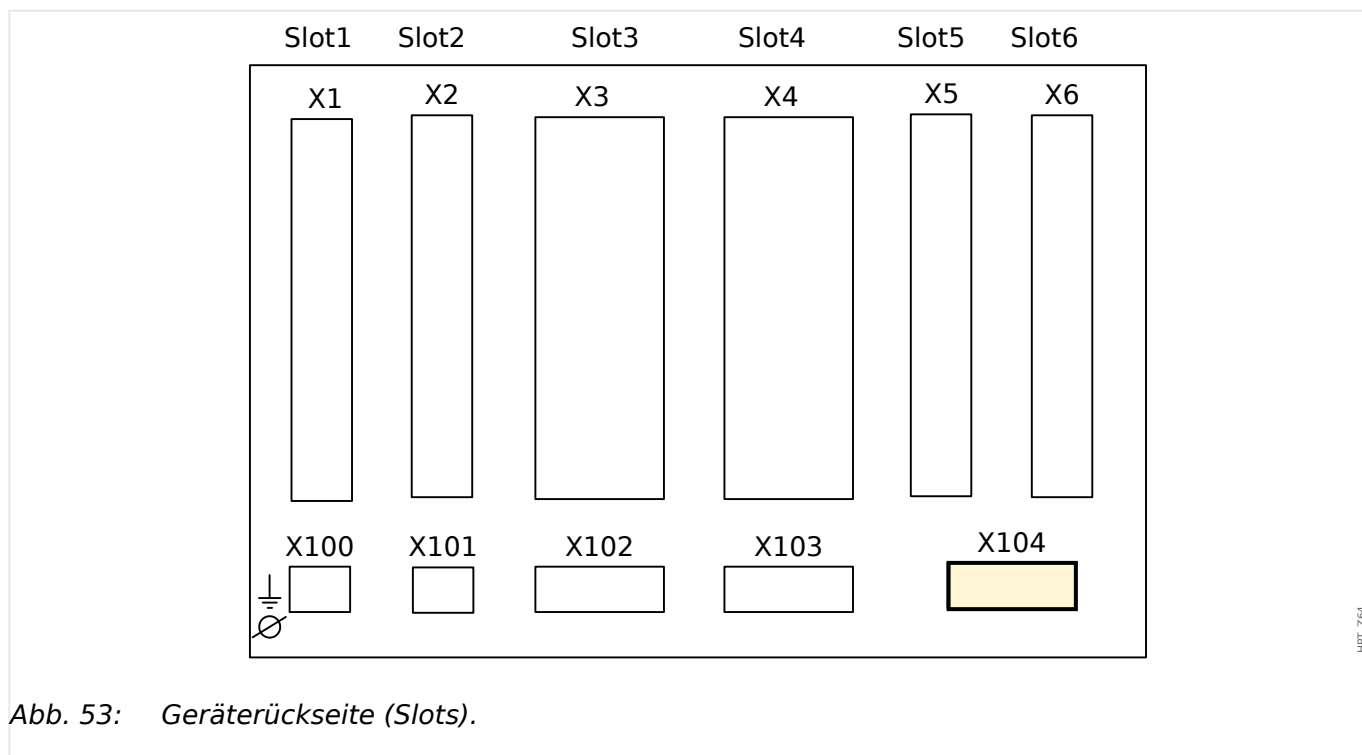 Slot1 Slot2 Slot3 Slot4 Slot5 Slot6
X1 X2 X3 X4 X5 X6
X100 X101 X102 X103 X104
Abb. 53: Geräterückseite (Slots).